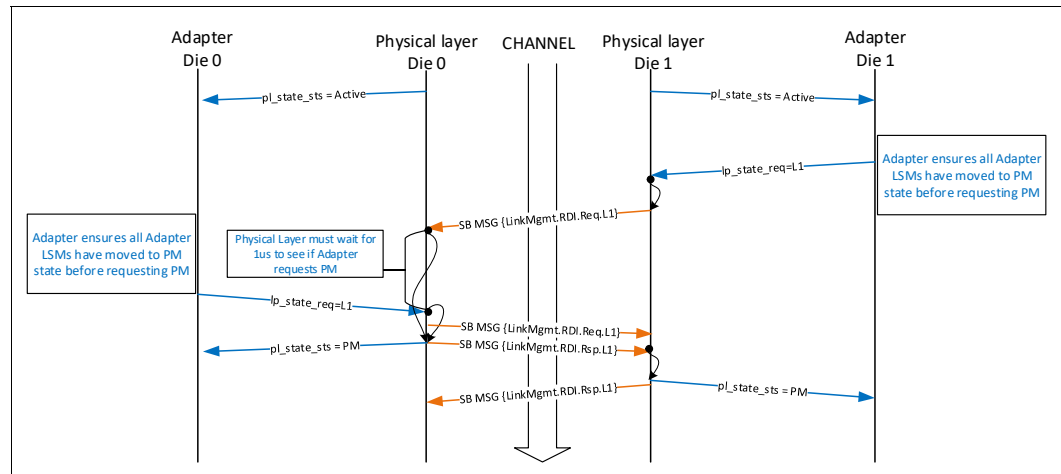 Adapter
Die 0
Physical layer
Die 0
CHANNEL
Physical layer
Die 1
Adapter
Die 1
pl_state_sts = Active
pl_state_sts = Active
Adapter ensures all Adapter
LSMs have moved to PM
state before requesting PM
lp_state_req=L1
SB MSG {LinkMgmt.RDI.Req.L1}
Adapter ensures all Adapter
LSMs have moved to PM
state before requesting PM
Physical Layer must wait for
1us to see if Adapter
requests PM
lp_state_req=L1
SB MSG {LinkMgmt.RDI.Req.L1}
pl_state_sts = PM
SB MSG {LinkMgmt.RDI.Rsp.L1}
pl_state_sts = PM
SB MSG {LinkMgmt.RDI.Rsp.L1}